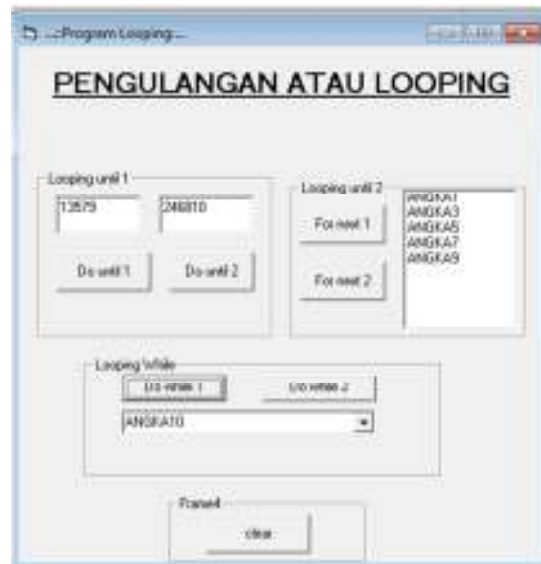 ..::Program Looping::..
PENGULANGAN ATAU LOOPING
Looping until 1
13579
246810
Do until 1
Do until 2
Looping until 2
For next 1
For next 2
ANGKA1
ANGKA3
ANGKA5
ANGKA7
ANGKA9
Looping While
Do while 1
Do while 2
ANGKA10
Frame4
clear